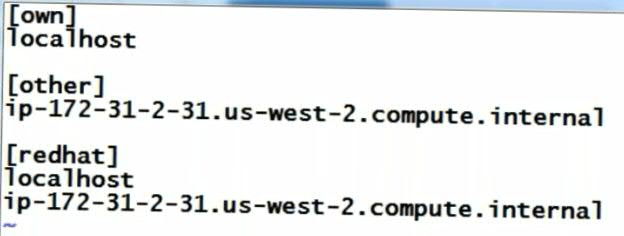 [own]
localhost

[other]
ip-172-31-2-31.us-west-2.compute.internal

[redhat]
localhost
ip-172-31-2-31.us-west-2.compute.internal
~